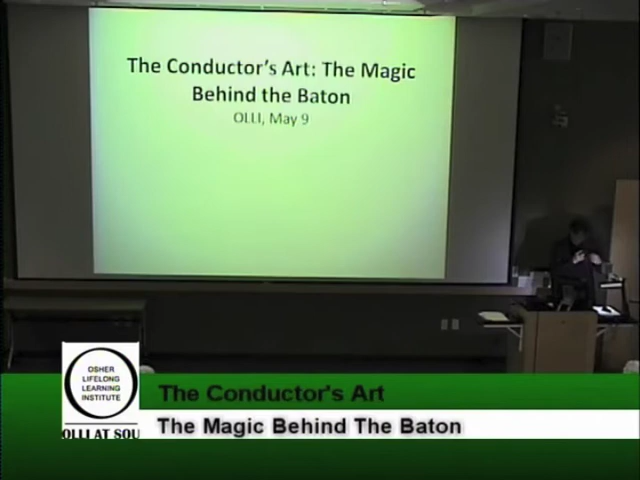 The Conductor's Art: The Magic
Behind the Baton
OLLI, May 9
OSHER
LIFELONG
LEARNING
INSTITUTE
OLLI AT SOU
The Conductor's Art
The Magic Behind The Baton